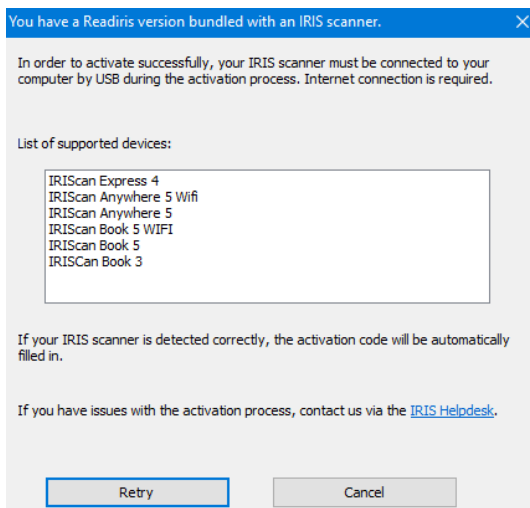 You have a Readiris version bundled with an IRIS scanner.
In order to activate successfully, your IRIS scanner must be connected to your
computer by USB during the activation process. Internet connection is required.
List of supported devices:
IRIScan Express 4
IRIScan Anywhere 5 Wifi
IRIScan Anywhere 5
IRIScan Book 5 WIFI
IRIScan Book 5
IRISCan Book 3
If your IRIS scanner is detected correctly, the activation code will be automatically
filled in.
If you have issues with the activation process, contact us via the IRIS Helpdesk.
Retry Cancel